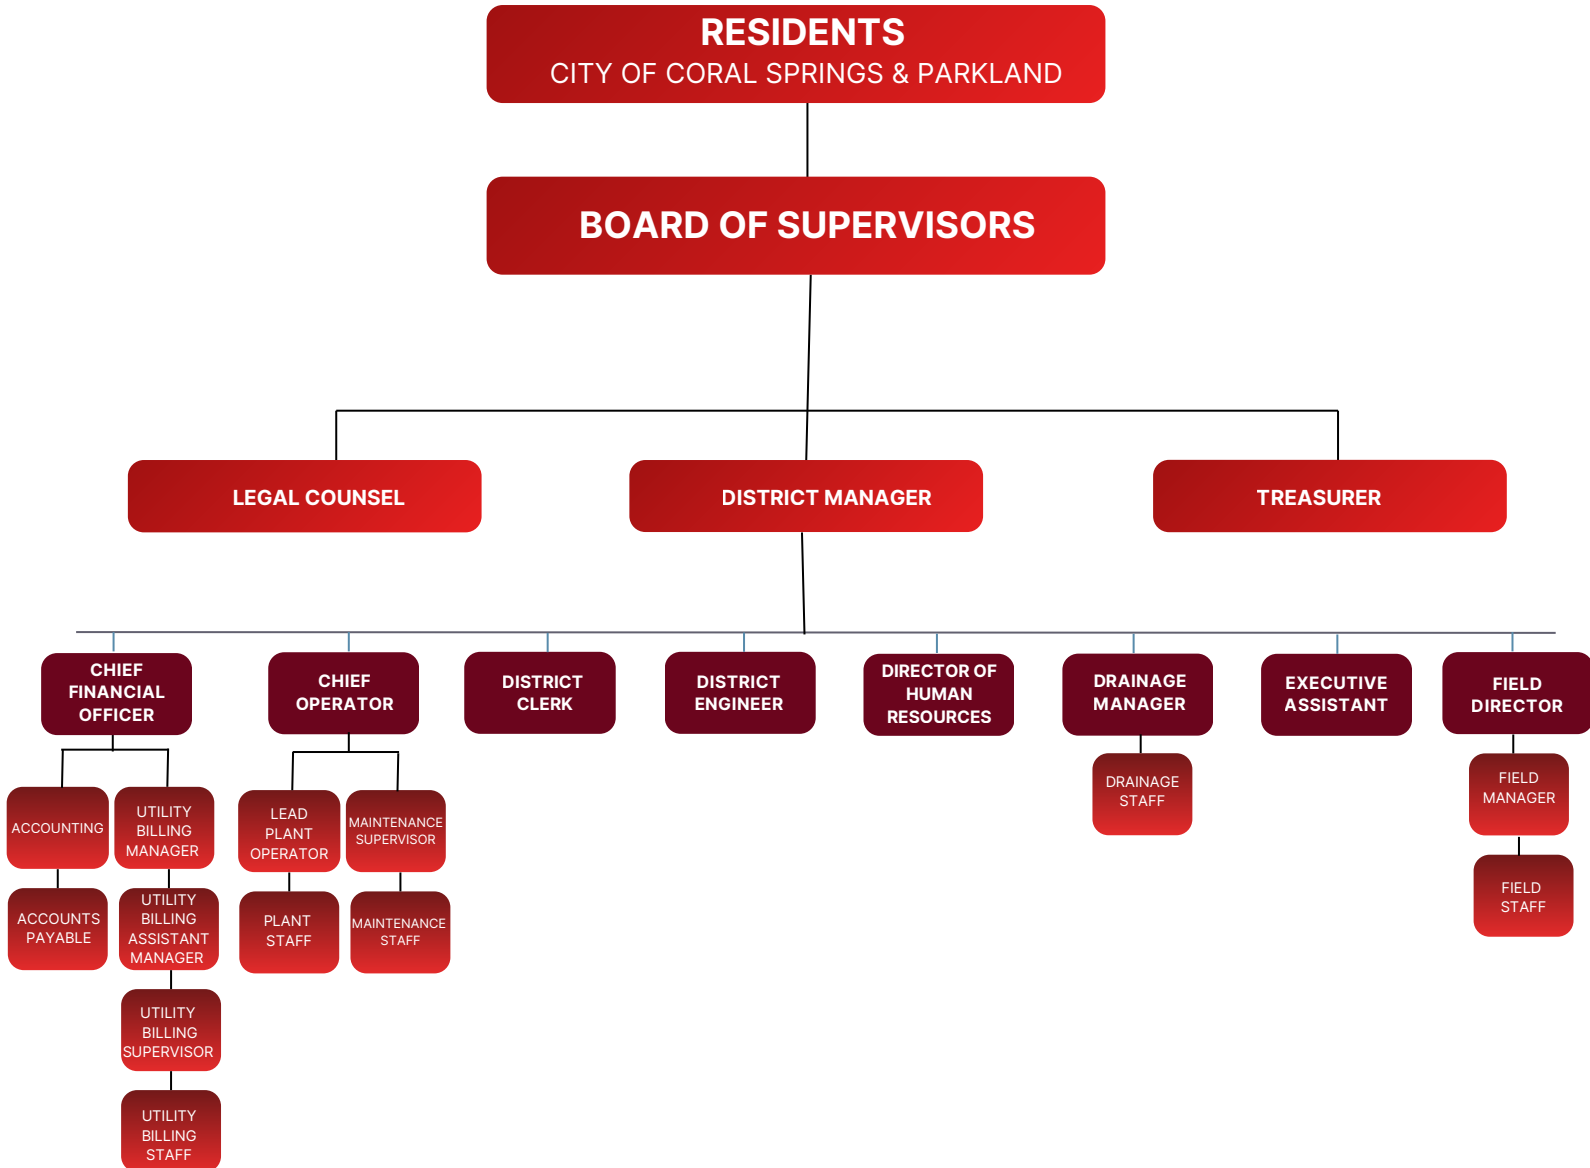 RESIDENTS
CITY OF CORAL SPRINGS & PARKLAND
BOARD OF SUPERVISORS
LEGAL COUNSEL
DISTRICT MANAGER
TREASURER
CHIEF
FINANCIAL
OFFICER
CHIEF
OPERATOR
DISTRICT
CLERK
DISTRICT
ENGINEER
DIRECTOR OF
HUMAN
RESOURCES
DRAINAGE
MANAGER
EXECUTIVE
ASSISTANT
FIELD
DIRECTOR
ACCOUNTING
UTILITY
BILLING
MANAGER
LEAD
PLANT
OPERATOR
MAINTENANCE
SUPERVISOR
DRAINAGE
STAFF
FIELD
MANAGER
ACCOUNTS
PAYABLE
UTILITY
BILLING
ASSISTANT
MANAGER
PLANT
STAFF
MAINTENANCE
STAFF
FIELD
STAFF
UTILITY
BILLING
SUPERVISOR
UTILITY
BILLING
STAFF